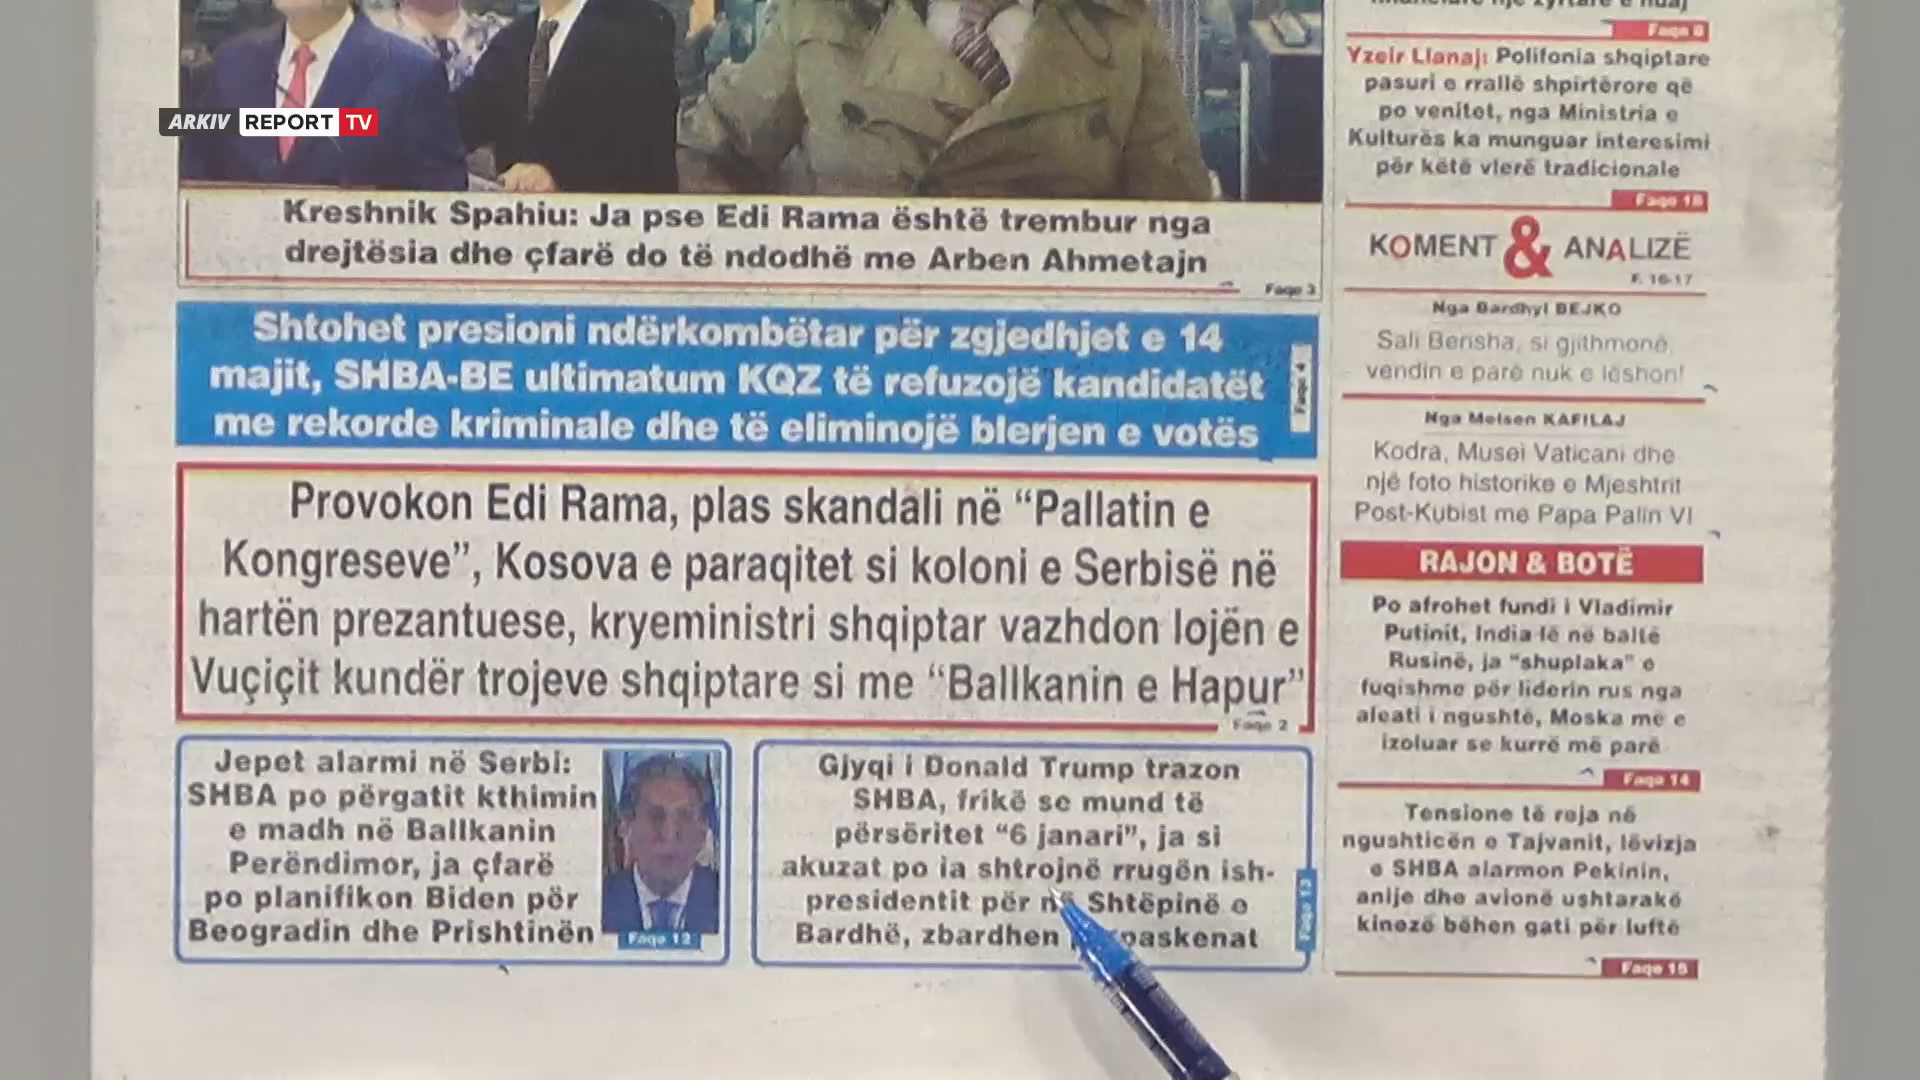 ARKIV REPORT TV
Kreshnik Spahiu: Ja pse Edi Rama është trembur nga
drejtësia dhe çfarë do të ndodhë me Arben Ahmetajn
Faqe 3
Shtohet presioni ndërkombëtar për zgjedhjet e 14
majit, SHBA-BE ultimatum KQZ të refuzojë kandidatët
me rekorde kriminale dhe të eliminojë blerjen e votës
Faqe 4
Provokon Edi Rama, plas skandali në “Pallatin e
Kongreseve”, Kosova e paraqitet si koloni e Serbisë në
hartën prezantuese, kryeministri shqiptar vazhdon lojën e
Vuçiçit kundër trojeve shqiptare si me “Ballkanin e Hapur”
Faqe 2
Jepet alarmi në Serbi:
SHBA po përgatit kthimin
e madh në Ballkanin
Perëndimor, ja çfarë
po planifikon Biden për
Beogradin dhe Prishtinën
Faqe 12
Gjyqi i Donald Trump trazon
SHBA, frikë se mund të
përsëritet “6 janari”, ja si
akuzat po ia shtrojnë rrugën ish-
presidentit për në Shtëpinë e
Bardhë, zbardhen
Faqe 13
Yzeir Llanaj: Polifonia shqiptare
pasuri e rrallë shpirtërore që
po venitet, nga Ministria e
Kulturës ka munguar interesimi
për këtë vlerë tradicionale
KOMENT & ANALIZË
F. 16-17
Nga Bardhyl BEJKO
Sali Berisha, si gjithmonë,
vendin e parë nuk e lëshon!
Nga Melsen KAFILAJ
Kodra, Musei Vaticani dhe
një foto historike e Mjeshtrit
Post-Kubist me Papa Palin VI
RAJON & BOTË
Po afrohet fundi i Vladimir
Putinit, India lë në baltë
Rusinë, ja “shuplaka” e
fuqishme për liderin rus nga
aleati i ngushtë, Moska më e
izoluar se kurrë më parë
Faqe 14
Tensione të reja në
ngushticën e Tajvanit, lëvizja
e SHBA alarmon Pekinin,
anije dhe avionë ushtarakë
kinezë bëhen gati për luftë
Faqe 15